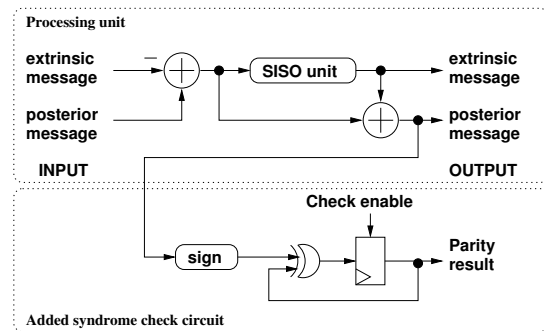 Processing unit
extrinsic
message
−
SISO unit
extrinsic
message
posterior
message
posterior
message
INPUT
OUTPUT
Check enable
sign
Parity
result
Added syndrome check circuit